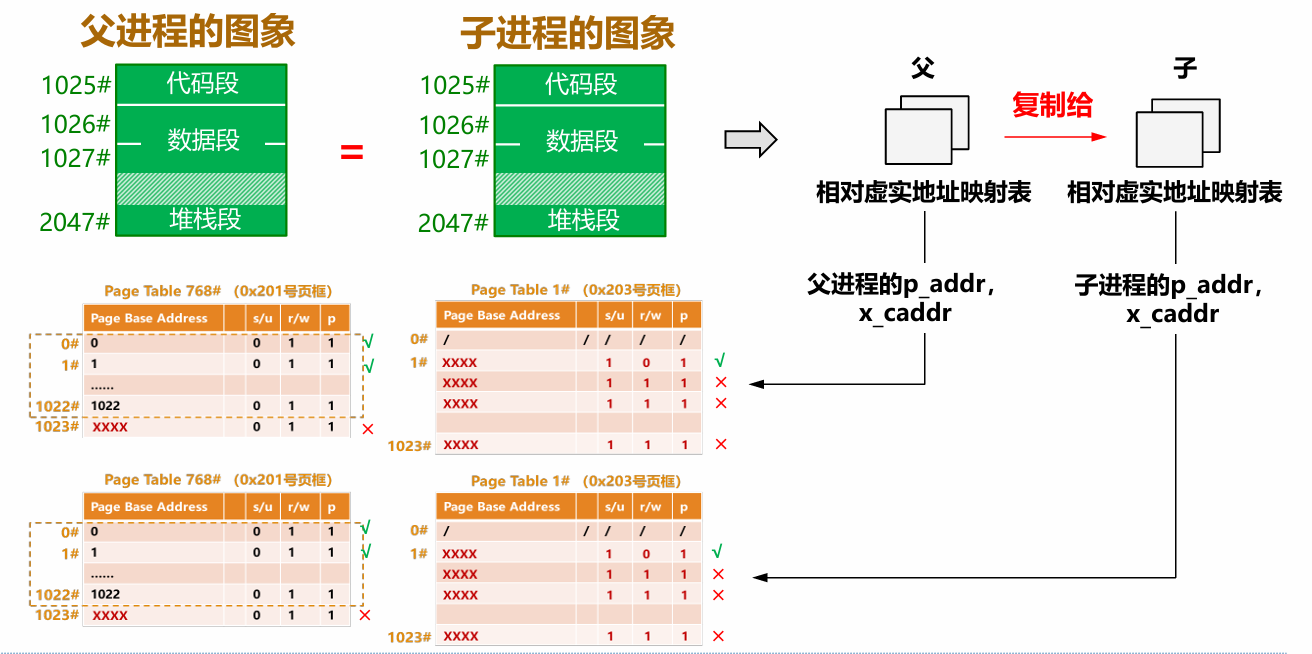 父进程的图象
子进程的图象
1025#
代码段
1026#
数据段
1027#
2047#
堆栈段
=
1025#
代码段
1026#
数据段
1027#
2047#
堆栈段
父
子
复制给
相对虚实地址映射表
相对虚实地址映射表
父进程的p_addr，
x_caddr
子进程的p_addr，
x_caddr
Page Table 768# （0x201号页框）
Page Base Address s/u r/w p
0# 0 0 1 1 √
1# 1 0 1 1 √
......
1022# 1022 0 1 1
1023# XXXX 0 1 1 ×
Page Table 1# （0x203号页框）
Page Base Address s/u r/w p
0# / / / / /
1# XXXX 1 0 1 √
XXXX 1 1 1 ×
XXXX 1 1 1 ×
1023# XXXX 1 1 1 ×
Page Table 768# （0x201号页框）
Page Base Address s/u r/w p
0# 0 0 1 1 √
1# 1 0 1 1 √
......
1022# 1022 0 1 1
1023# XXXX 0 1 1 ×
Page Table 1# （0x203号页框）
Page Base Address s/u r/w p
0# / / / / /
1# XXXX 1 0 1 √
XXXX 1 1 1 ×
XXXX 1 1 1 ×
1023# XXXX 1 1 1 ×